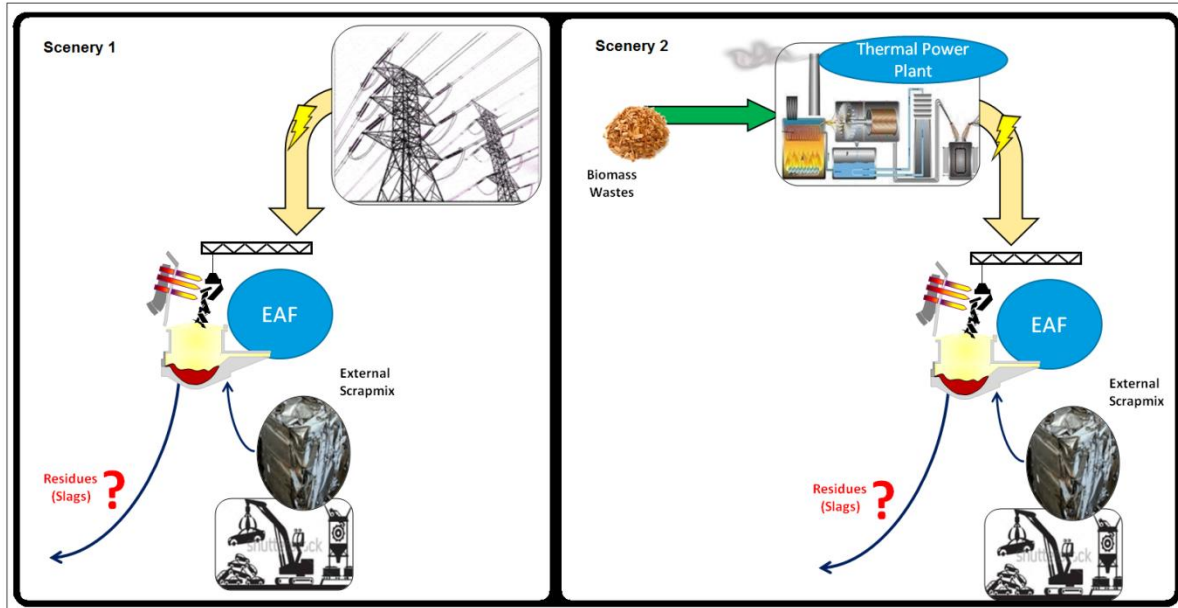 Scenery 1
EAF
External
Scrapmix
Residues
(Slags)
?
shutterstock
Scenery 2
Thermal Power
Plant
Biomass
Wastes
EAF
External
Scrapmix
Residues
(Slags)
?